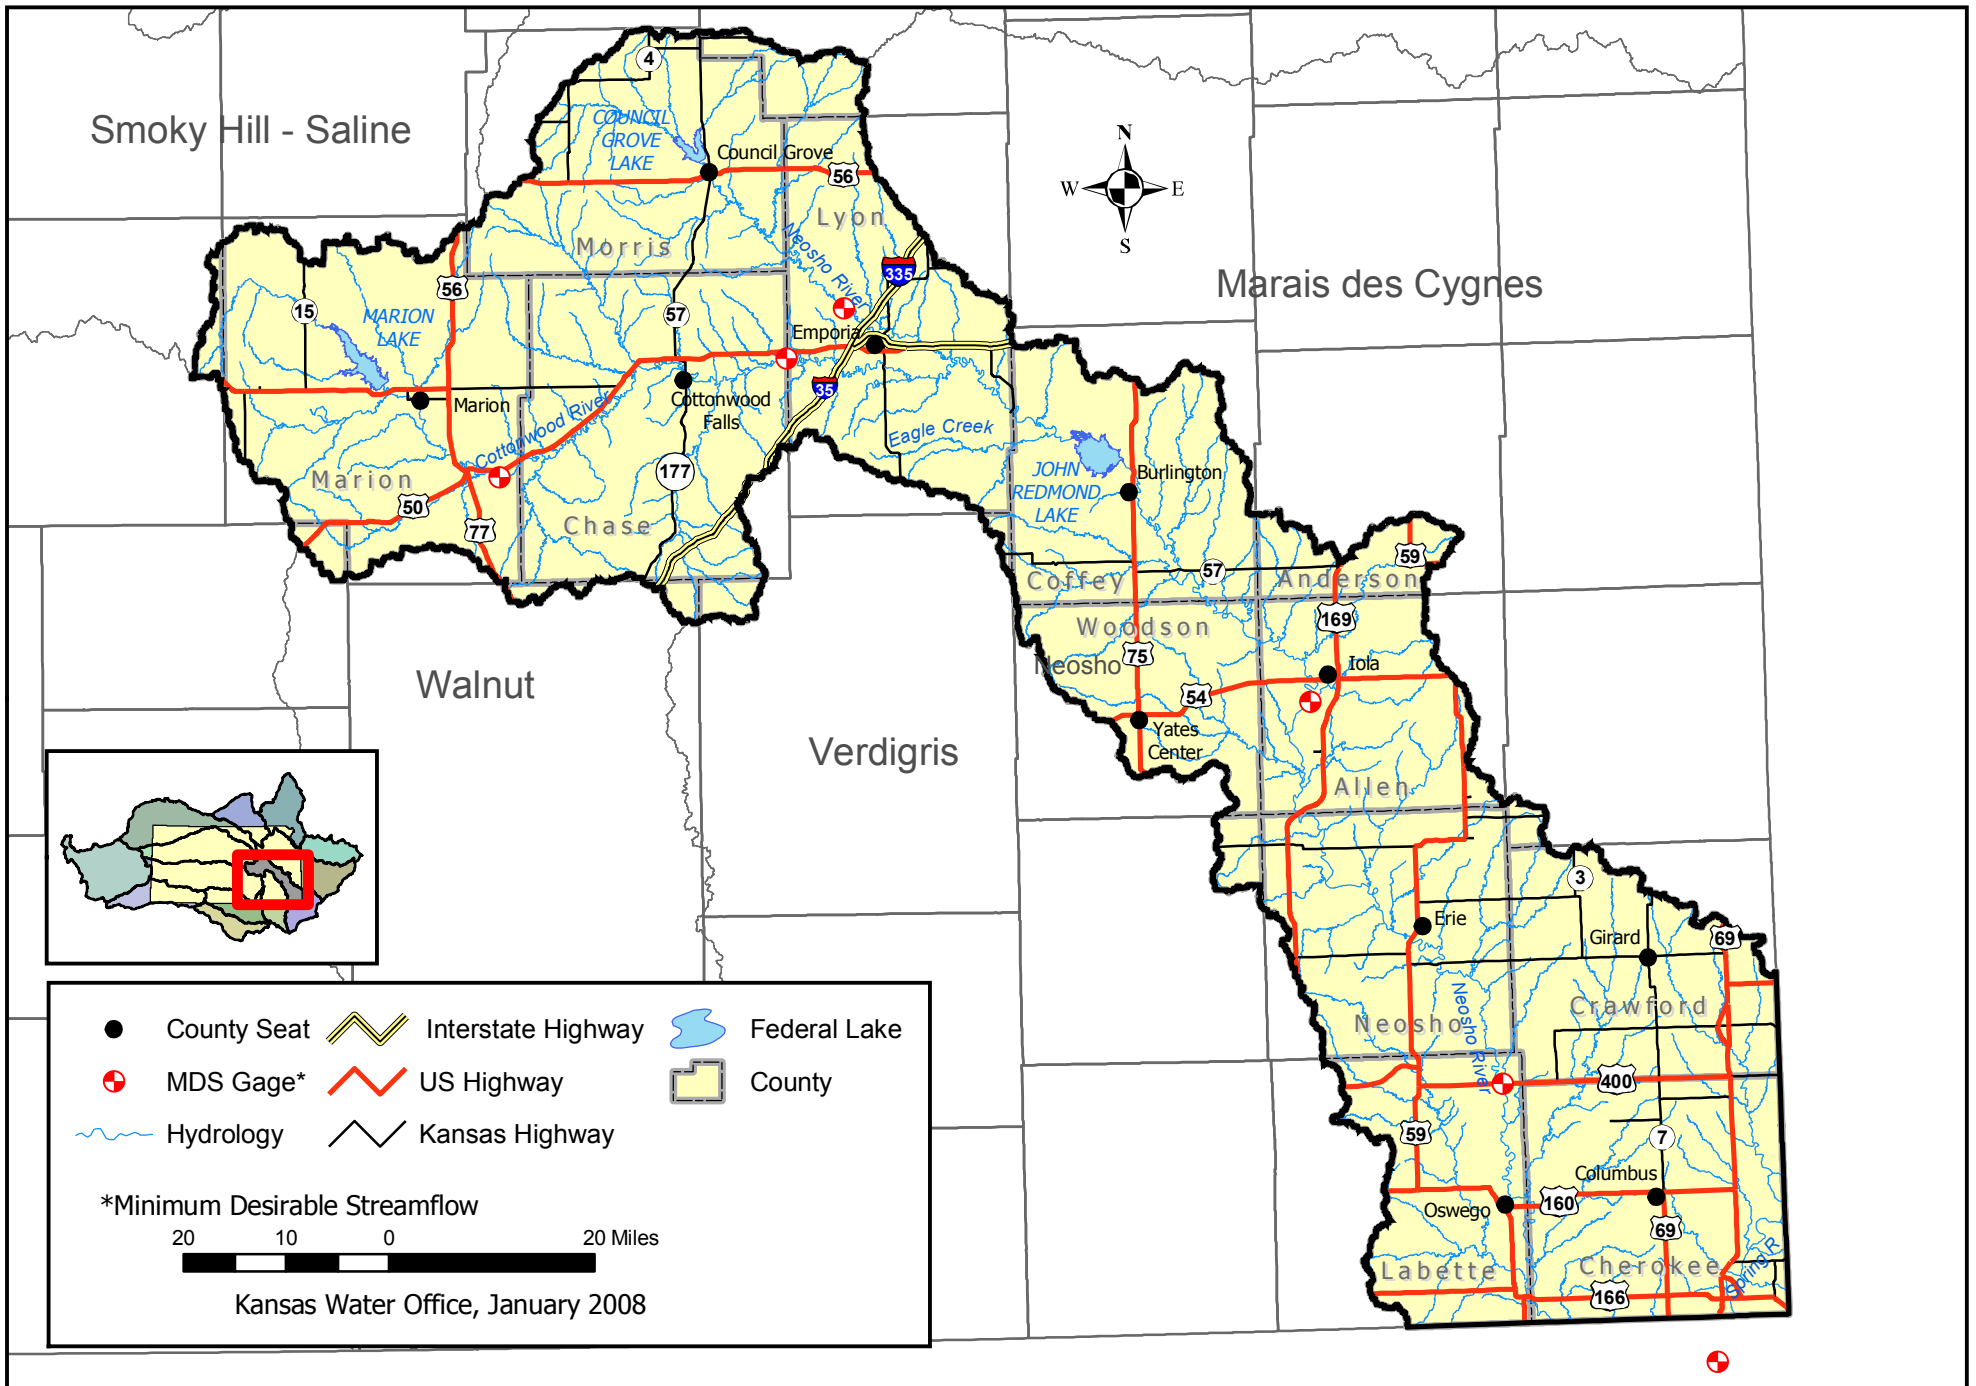 Smoky Hill - Saline
4
COUNCIL
GROVE
LAKE
Council Grove
56
Lyon
Morris
Neosho River
335
N
W
E
S
Marais des Cygnes
15
56
MARION
LAKE
57
Emporia
35
Marion
Cottonwood
Falls
Cottonwood River
Eagle Creek
Marion
50
77
Chase
177
JOHN
REDMOND
LAKE
Burlington
Coffey
57
Anderson
59
Woodson
169
Neosho
75
Iola
54
Yates
Center
Walnut
Verdigris
Allen
3
Erie
Girard
69
Neosho
Neosho River
Crawford
400
59
7
Columbus
Oswego
160
69
Labette
Cherokee
Spring R
166
County Seat
Interstate Highway
Federal Lake
MDS Gage*
US Highway
County
Hydrology
Kansas Highway
*Minimum Desirable Streamflow
20 10 0 20 Miles
Kansas Water Office, January 2008